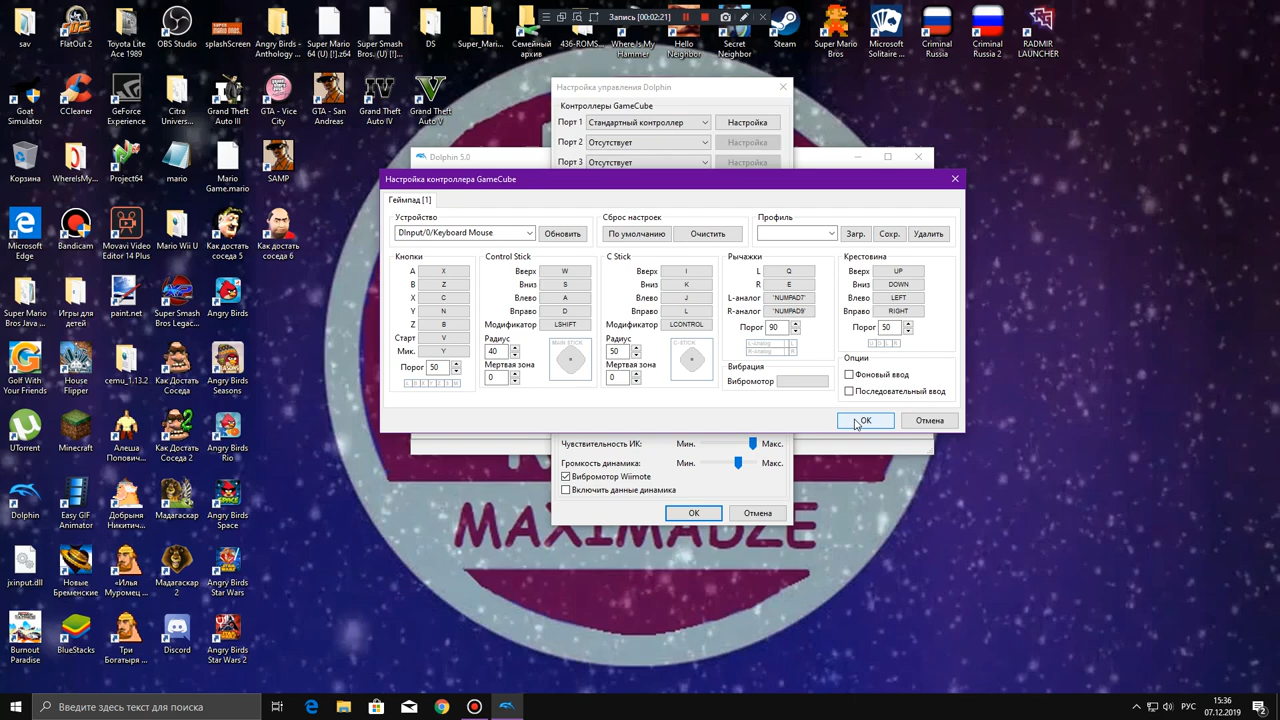 sav
FlatOut 2
Toyota Lite
Ace 1989
OBS Studio
splashScreen
Angry Birds
- Anthology ...
Super Mario
64 (U) [!].z64
Super Smash
Bros. (U) [!]...
DS
Super_Mari...
Семейный
архив
436-ROMS...
Where Is My
Hammer
Hello
Neighbor
Secret
Neighbor
Steam
Super Mario
Bros
Microsoft
Solitaire ...
Criminal
Russia
Criminal
Russia 2
RADMIR
LAUNCHER
Запись [00:02:21]
Goat
Simulator
CCleaner
GeForce
Experience
Citra
Univers...
Grand Theft
Auto III
GTA - Vice
City
GTA - San
Andreas
Grand Theft
Auto IV
Grand Theft
Auto V
Корзина
WhereIsMy...
Project64
mario
Mario
Game.mario
SAMP
Microsoft
Edge
Bandicam
Movavi Video
Editor 14 Plus
Mario Wii U
Как достать
соседа 5
Как достать
соседа 6
Super Mario
Bros Java ...
Игры для
детей
paint.net
Super Smash
Bros Legac...
Angry Birds
Golf With
Your Friends
House
Flipper
cemu_1.13.2
Как Достать
Соседа
Angry Birds
Seasons
UTorrent
Minecraft
Алеша
Попович...
Как Достать
Соседа 2
Angry Birds
Rio
Dolphin
Easy GIF
Animator
Добрыня
Никитич...
Мадагаскар
Angry Birds
Space
jxinput.dll
Новые
Бременские
«Илья
Муромец ...
Мадагаскар
2
Angry Birds
Star Wars
Burnout
Paradise
BlueStacks
Три
Богатыря ...
Discord
Angry Birds
Star Wars 2
Настройка управления Dolphin
Контроллеры GameCube
Порт 1
Стандартный контроллер
Настройка
Порт 2
Отсутствует
Настройка
Порт 3
Отсутствует
Настройка
Dolphin 5.0
Настройка контроллера GameCube
Геймпад [1]
Устройство
DInput/0/Keyboard Mouse
Обновить
Сброс настроек
По умолчанию
Очистить
Профиль
Загр.
Сохр.
Удалить
Кнопки
A X
B Z
X C
Y N
Z B
Старт V
Мик. Y
Порог 50
L B X Y Z S M
Control Stick
Вверх W
Вниз S
Влево A
Вправо D
Модификатор LSHIFT
Радиус
40
MAIN STICK
Мертвая зона
0
C Stick
Вверх I
Вниз K
Влево J
Вправо L
Модификатор LCONTROL
Радиус
50
C-STICK
Мертвая зона
0
Рычажки
L Q
R E
L-аналог `NUMPAD7`
R-аналог `NUMPAD9`
Порог 90
L-Analog L
R-Analog R
Вибрация
Вибромотор
Крестовина
Вверх UP
Вниз DOWN
Влево LEFT
Вправо RIGHT
Порог 50
U D L R
Опции
Фоновый ввод
Последовательный ввод
OK
Отмена
Чувствительность ИК: Мин. Макс.
Громкость динамика: Мин. Макс.
Вибромотор Wiimote
Включить данные динамика
OK
Отмена
MAXIMADZE
Введите здесь текст для поиска
РУС
15:36
07.12.2019
2